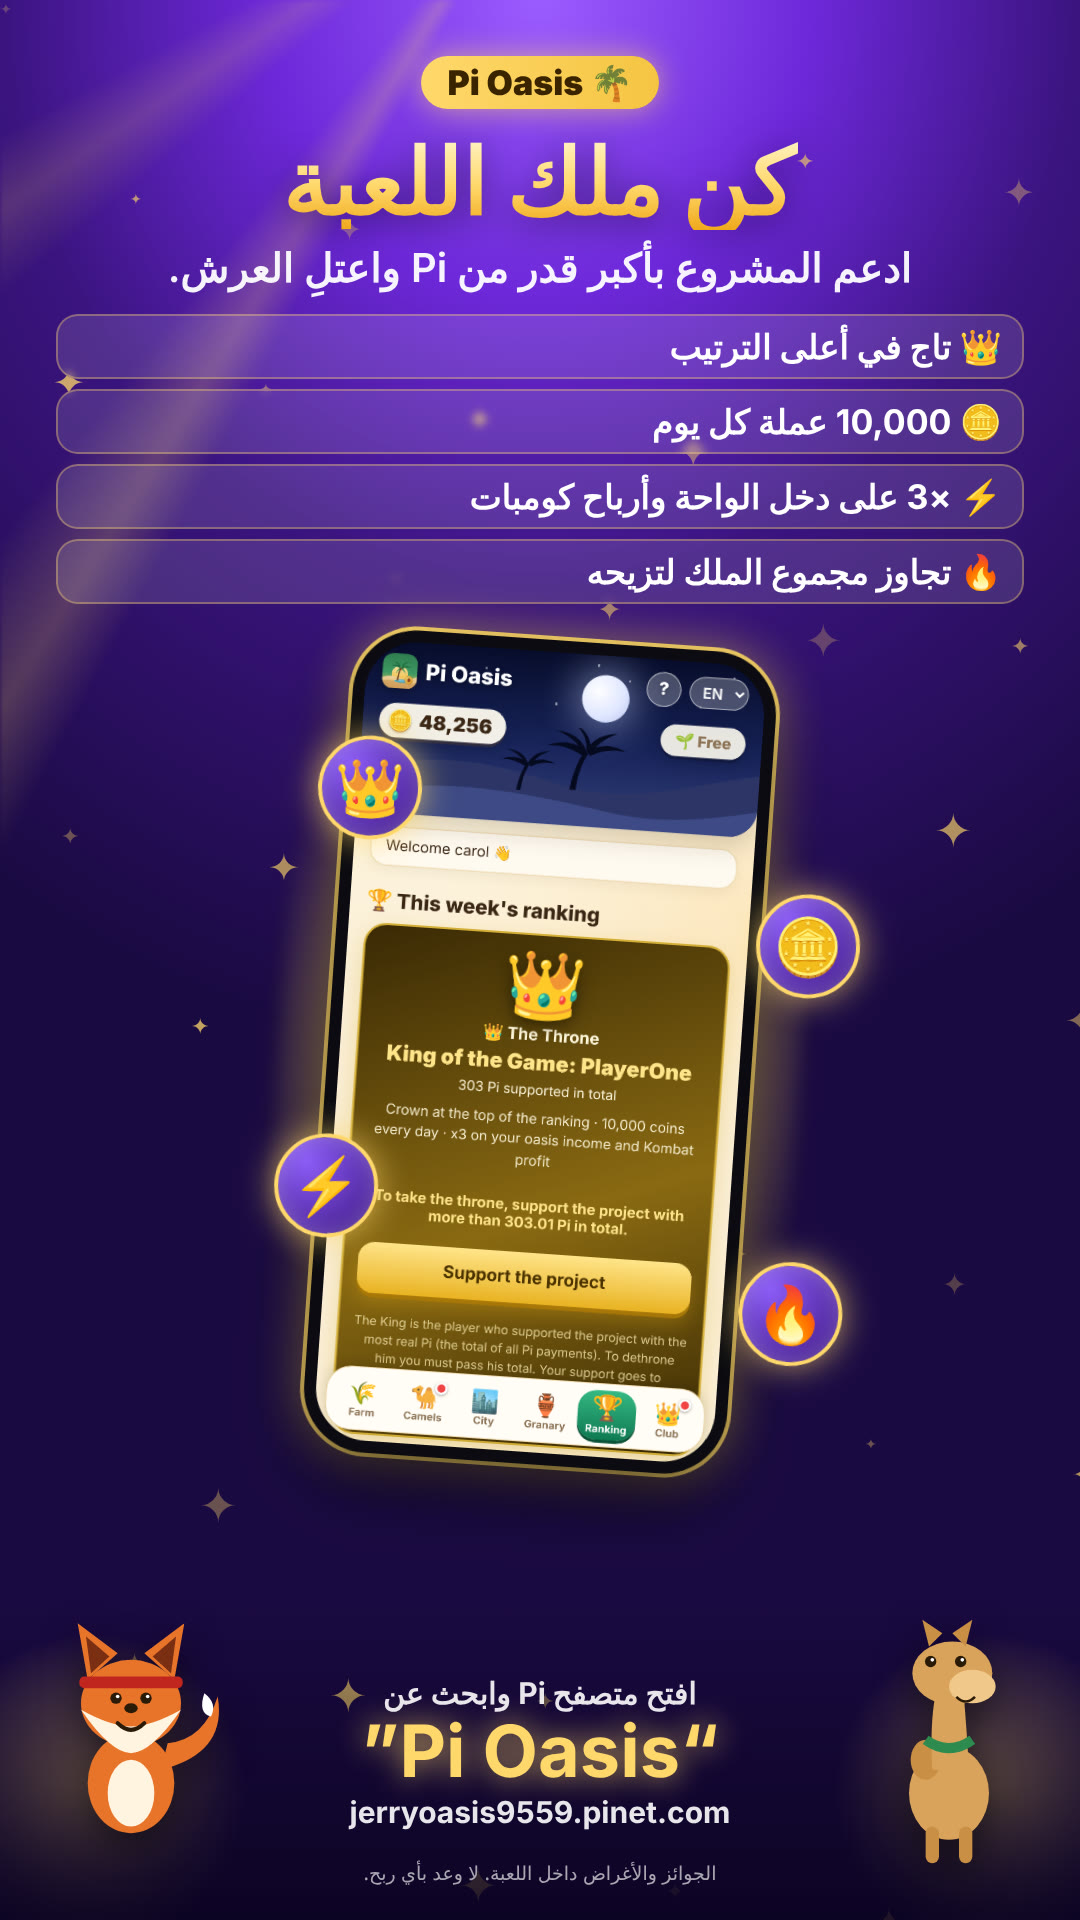 Pi Oasis 🌴
كن ملك اللعبة
ادعم المشروع بأكبر قدر من Pi واعتلِ العرش.
👑 تاج في أعلى الترتيب
🪙 10,000 عملة كل يوم
⚡ ×3 على دخل الواحة وأرباح كومبات
🔥 تجاوز مجموع الملك لتزيحه
Pi Oasis
?
EN
48,256
🌱 Free
Welcome carol 👋
🏆 This week's ranking
👑 The Throne
King of the Game: PlayerOne
303 Pi supported in total
Crown at the top of the ranking · 10,000 coins
every day · x3 on your oasis income and Kombat
profit
To take the throne, support the project with
more than 303.01 Pi in total.
Support the project
The King is the player who supported the project with the
most real Pi (the total of all Pi payments). To dethrone
him you must pass his total. Your support goes to
Farm
Camels
City
Granary
Ranking
Club
افتح متصفح Pi وابحث عن
”Pi Oasis“
jerryoasis9559.pinet.com
الجوائز والأغراض داخل اللعبة. لا وعد بأي ربح.